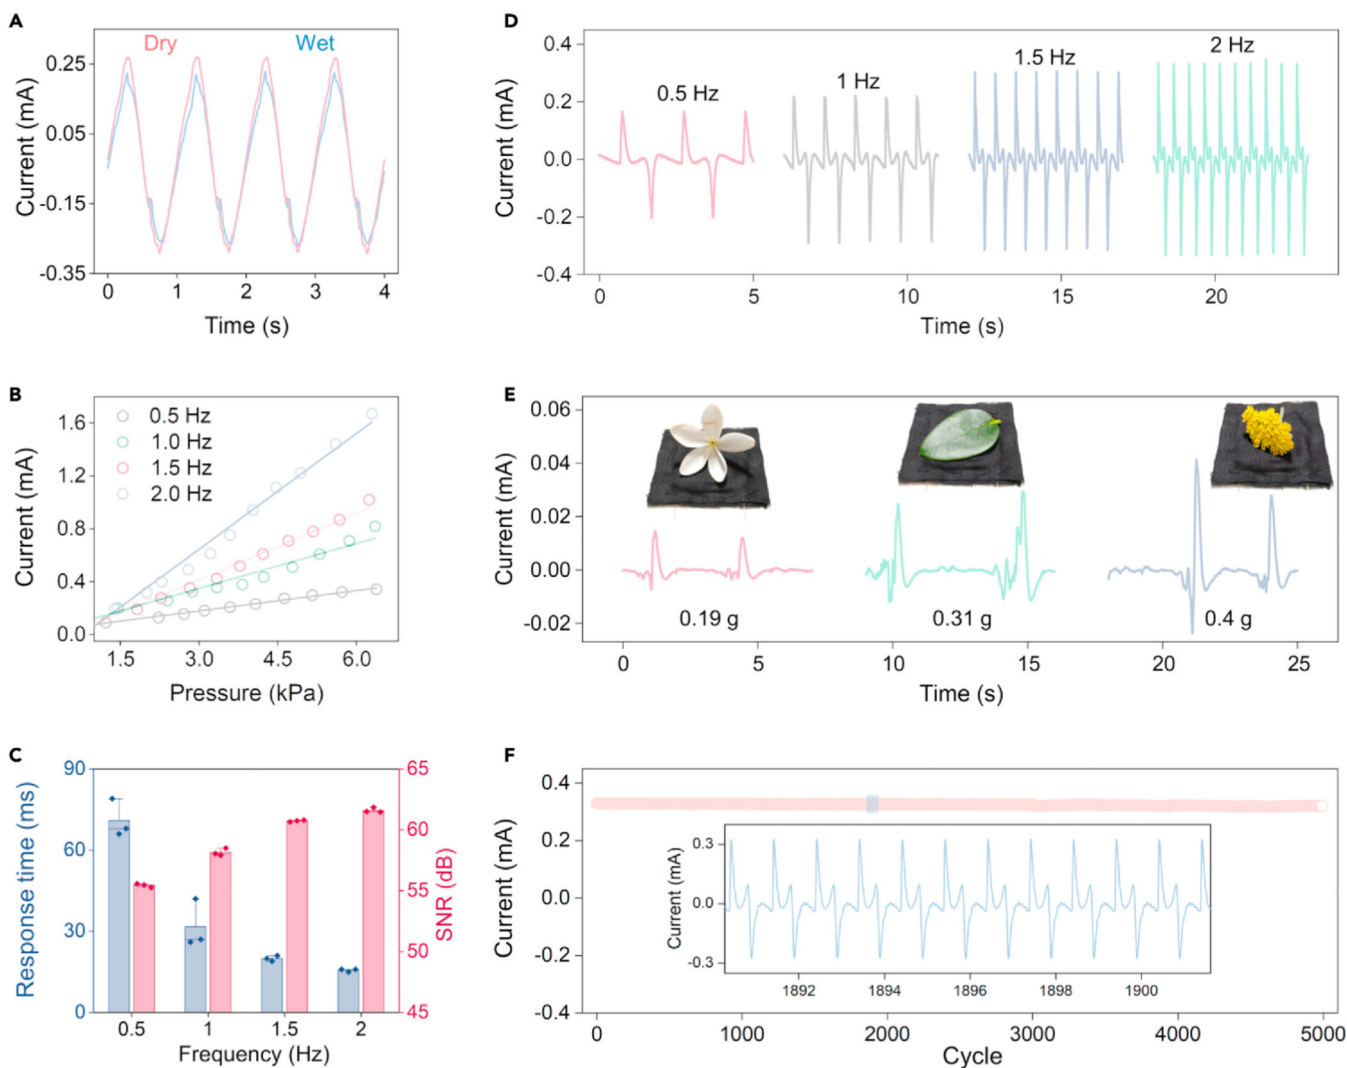 A
Dry
Wet
0.25
0.05
-0.15
-0.35
Current (mA)
0 1 2 3 4
Time (s)
D
0.5 Hz
1 Hz
1.5 Hz
2 Hz
0.4
0.2
0.0
-0.2
-0.4
Current (mA)
0 5 10 15 20
Time (s)
B
0.5 Hz
1.0 Hz
1.5 Hz
2.0 Hz
1.6
1.2
0.8
0.4
0.0
Current (mA)
1.5 3.0 4.5 6.0
Pressure (kPa)
E
0.06
0.04
0.02
0.00
-0.02
Current (mA)
0.19 g
0.31 g
0.4 g
0 5 10 15 20 25
Time (s)
C
90
60
30
0
Response time (ms)
65
60
55
50
45
SNR (dB)
0.5 1 1.5 2
Frequency (Hz)
F
0.4
0.2
0.0
-0.2
-0.4
Current (mA)
0.3
0.0
-0.3
Current (mA)
1892 1894 1896 1898 1900
0 1000 2000 3000 4000 5000
Cycle